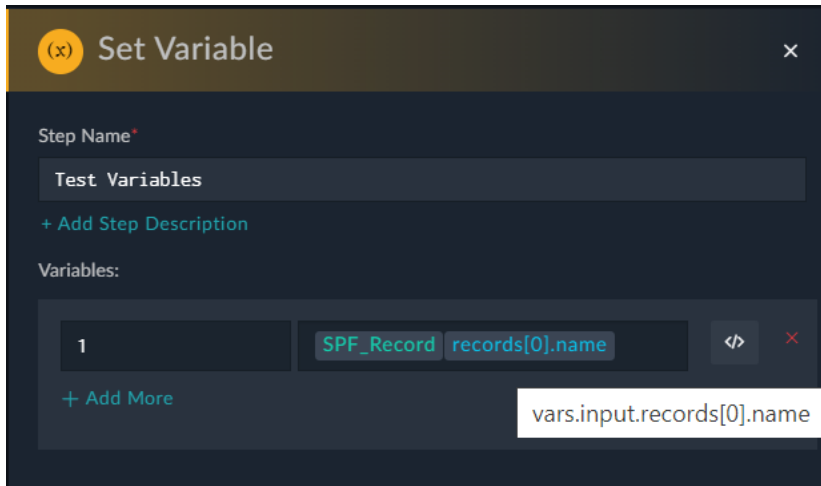 (x) Set Variable ×
Step Name*
Test Variables
+ Add Step Description
Variables:
1 SPF_Record records[0].name </> ×
+ Add More
vars.input.records[0].name